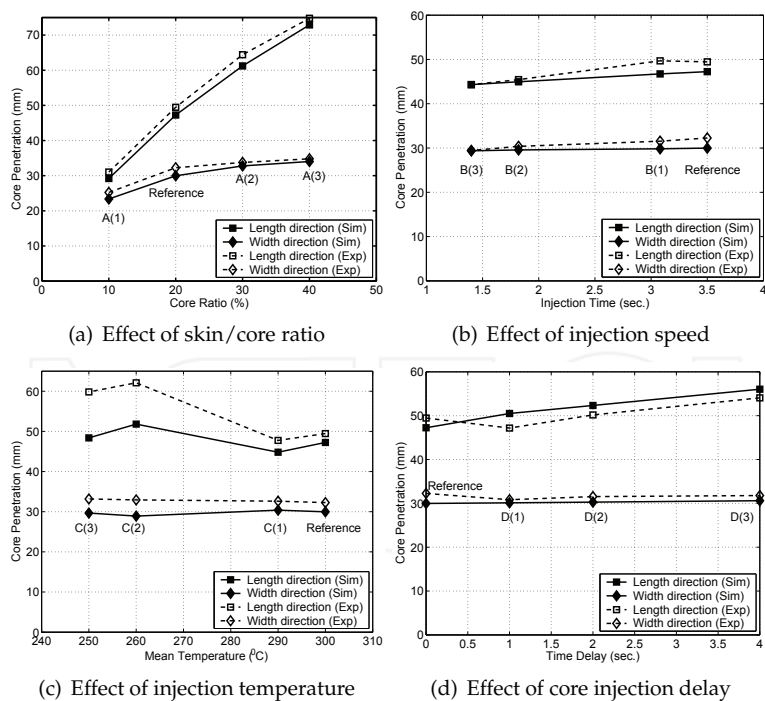 70
60
50
40
30
20
10
0
Core Penetration (mm)
A(1)
Reference
A(2)
A(3)
Length direction (Sim)
Width direction (Sim)
Length direction (Exp)
Width direction (Exp)
0 10 20 30 40 50
Core Ratio (%)
(a) Effect of skin/core ratio
60
50
40
30
20
10
0
Core Penetration (mm)
B(3)
B(2)
B(1)
Reference
Length direction (Sim)
Width direction (Sim)
Length direction (Exp)
Width direction (Exp)
1 1.5 2 2.5 3 3.5 4
Injection Time (sec.)
(b) Effect of injection speed
60
50
40
30
20
10
0
Core Penetration (mm)
C(3)
C(2)
C(1)
Reference
Length direction (Sim)
Width direction (Sim)
Length direction (Exp)
Width direction (Exp)
240 250 260 270 280 290 300 310
Mean Temperature (⁰C)
(c) Effect of injection temperature
60
50
40
30
20
10
0
Core Penetration (mm)
Reference
D(1)
D(2)
D(3)
Length direction (Sim)
Width direction (Sim)
Length direction (Exp)
Width direction (Exp)
0 0.5 1 1.5 2 2.5 3 3.5 4
Time Delay (sec.)
(d) Effect of core injection delay